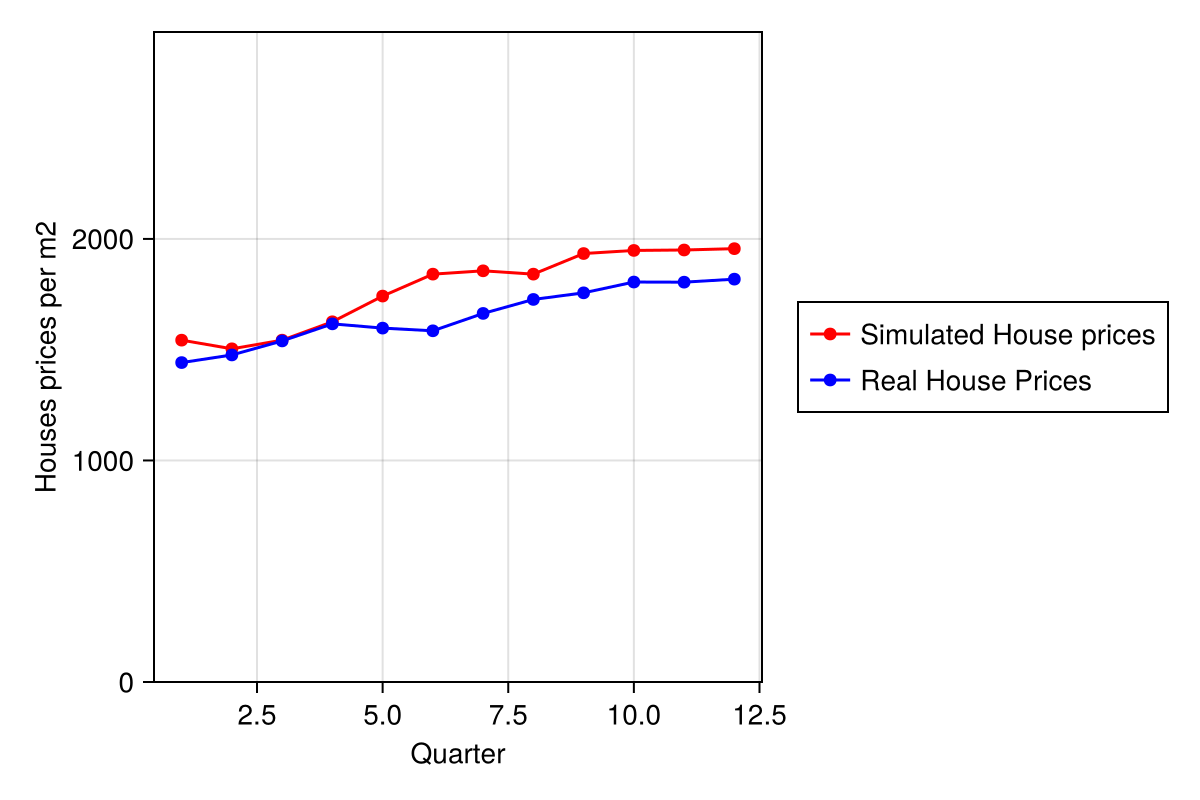 Houses prices per m2
2000
1000
0
2.5 5.0 7.5 10.0 12.5
Quarter
Simulated House prices
Real House Prices